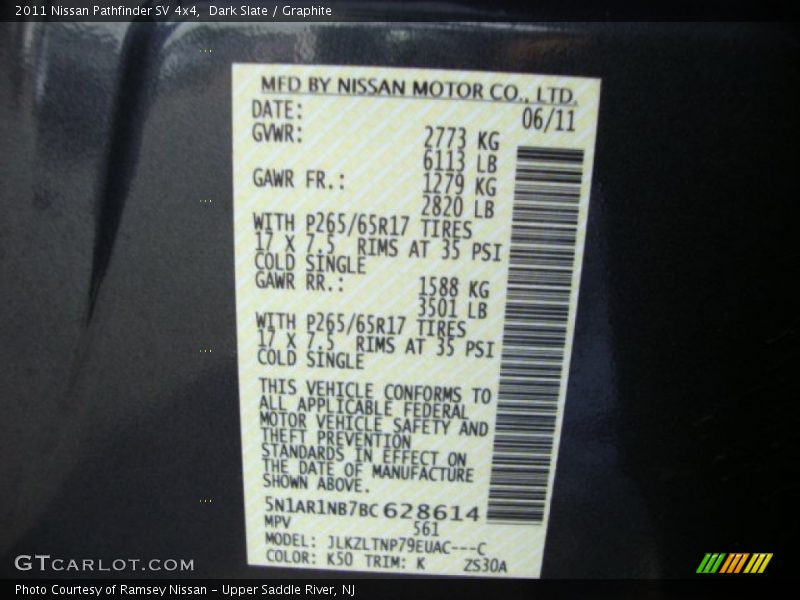 2011 Nissan Pathfinder SV 4x4, Dark Slate / Graphite
MFD BY NISSAN MOTOR CO., LTD.
DATE: 06/11
GVWR: 2773 KG
6113 LB
GAWR FR.: 1279 KG
2820 LB
WITH P265/65R17 TIRES
17 X 7.5 RIMS AT 35 PSI
COLD SINGLE
GAWR RR.: 1588 KG
3501 LB
WITH P265/65R17 TIRES
17 X 7.5 RIMS AT 35 PSI
COLD SINGLE
THIS VEHICLE CONFORMS TO
ALL APPLICABLE FEDERAL
MOTOR VEHICLE SAFETY AND
THEFT PREVENTION
STANDARDS IN EFFECT ON
THE DATE OF MANUFACTURE
SHOWN ABOVE.
5N1AR1NB7BC628614
MPV 561
MODEL: JLKZLTNP79EUAC---C
COLOR: K50 TRIM: K ZS30A
GTCARLOT.COM
Photo Courtesy of Ramsey Nissan - Upper Saddle River, NJ